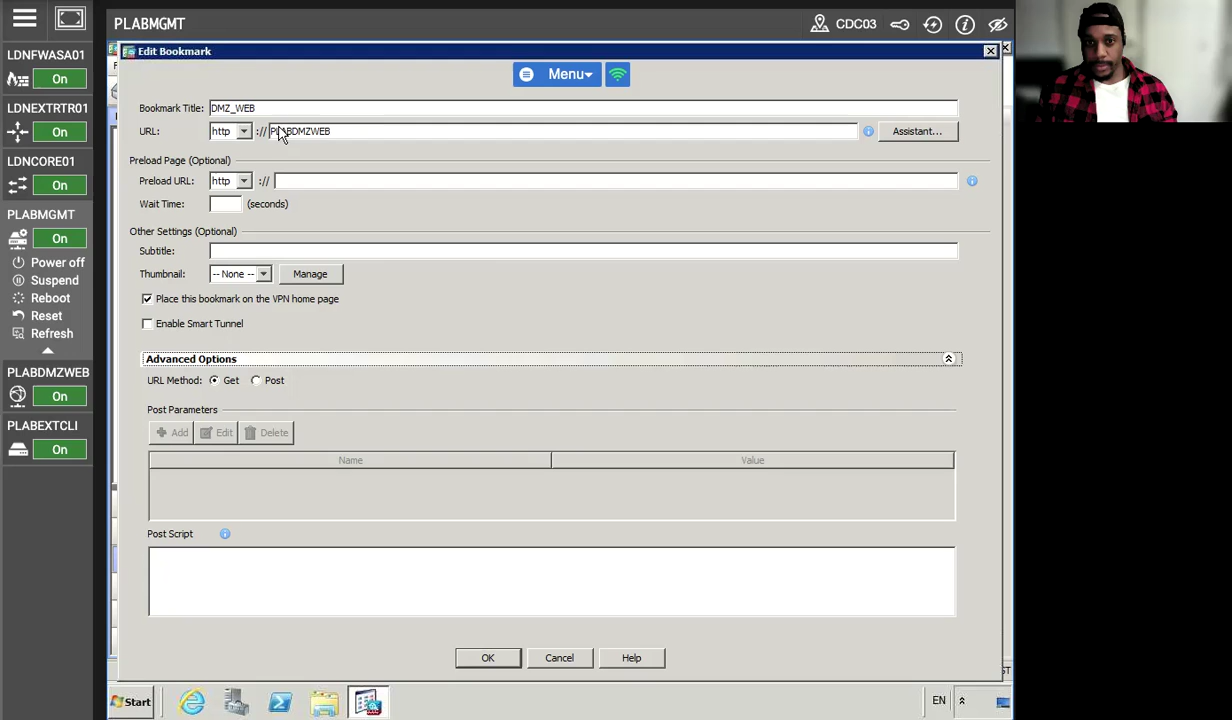 PLABMGMT
CDC03
LDNFWASA01
On
LDNEXTRTR01
On
LDNCORE01
On
PLABMGMT
On
Power off
Suspend
Reboot
Reset
Refresh
PLABDMZWEB
On
PLABEXTCLI
On
Edit Bookmark
Menu
Bookmark Title: DMZ_WEB
URL: http :// PLABDMZWEB Assistant...
Preload Page (Optional)
Preload URL: http ://
Wait Time: (seconds)
Other Settings (Optional)
Subtitle:
Thumbnail: -- None -- Manage
Place this bookmark on the VPN home page
Enable Smart Tunnel
Advanced Options
URL Method: Get Post
Post Parameters
Add Edit Delete
Name Value
Post Script
OK Cancel Help
Start EN